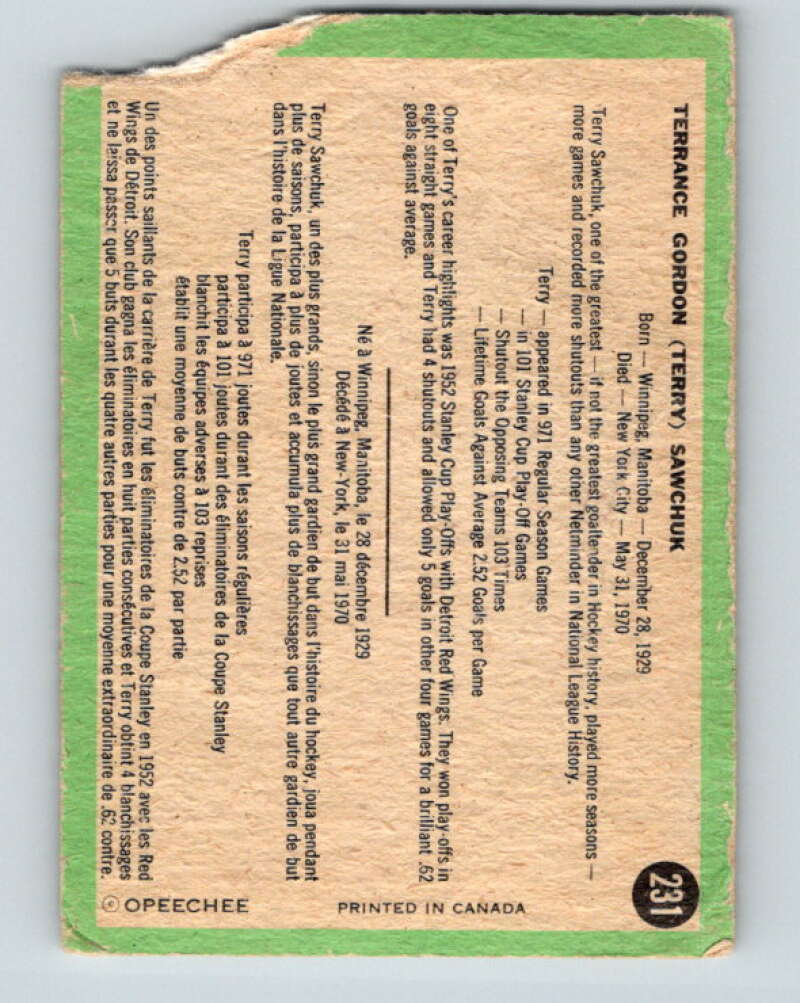 TERRANCE GORDON (TERRY) SAWCHUK
Born — Winnipeg, Manitoba — December 28, 1929
Died — New York City — May 31, 1970
Terry Sawchuk, one of the greatest — if not the greatest goaltender in Hockey history, played more seasons —
more games and recorded more shutouts than any other Netminder in National League History.
Terry — appeared in 971 Regular Season Games
— in 101 Stanley Cup Play-Off Games
— Shutout the Opposing Teams 103 Times
— Lifetime Goals Against Average 2.52 Goals per Game
One of Terry's career highlights was 1952 Stanley Cup Play-Offs with Detroit Red Wings. They won play-offs in
eight straight games and Terry had 4 shutouts and allowed only 5 goals in other four games for a brilliant .62
goals against average.
Né à Winnipeg, Manitoba, le 28 décembre 1929
Décédé à New-York, le 31 mai 1970
Terry Sawchuk, un des plus grands, sinon le plus grand gardien de but dans l'histoire du hockey, joua pendant
plus de saisons, participa à plus de joutes et accumula plus de blanchissages que tout autre gardien de but
dans l'histoire de la Ligue Nationale.
Terry participa à 971 joutes durant les saisons régulières
participa à 101 joutes durant des éliminatoires de la Coupe Stanley
blanchit les équipes adverses à 103 reprises
établit une moyenne de buts contre de 2.52 par partie
Un des points saillants de la carrière de Terry fut les éliminatoires de la Coupe Stanley en 1952 avec les Red
Wings de Détroit. Son club gagna les éliminatoires en huit parties consécutives et Terry obtint 4 blanchissages
et ne laissa passer que 5 buts durant les quatre autres parties pour une moyenne extraordinaire de .62 contre.
231
PRINTED IN CANADA
© OPEECHEE